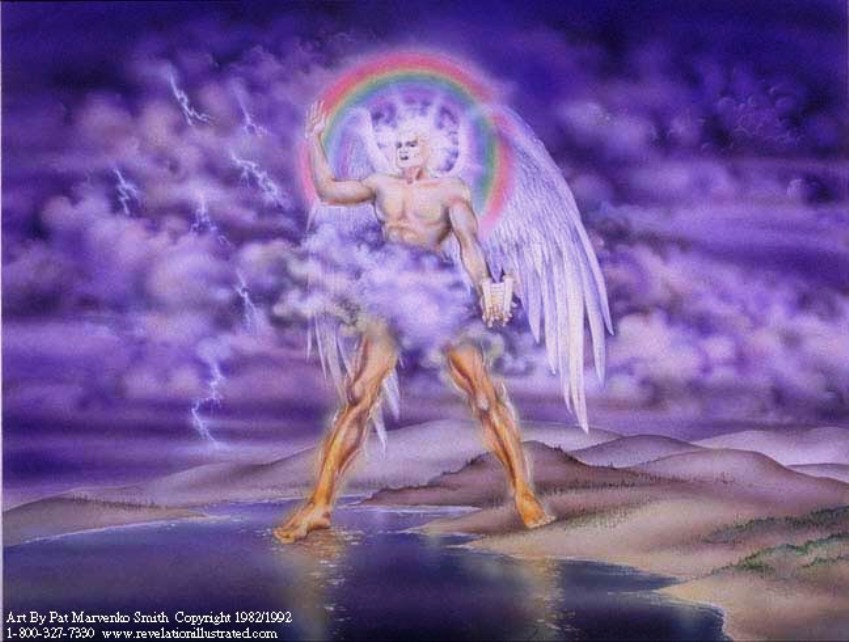 Art By Pat Marvenko Smith Copyright 1982/1992
1-800-327-7330 www.revelationillustrated.com